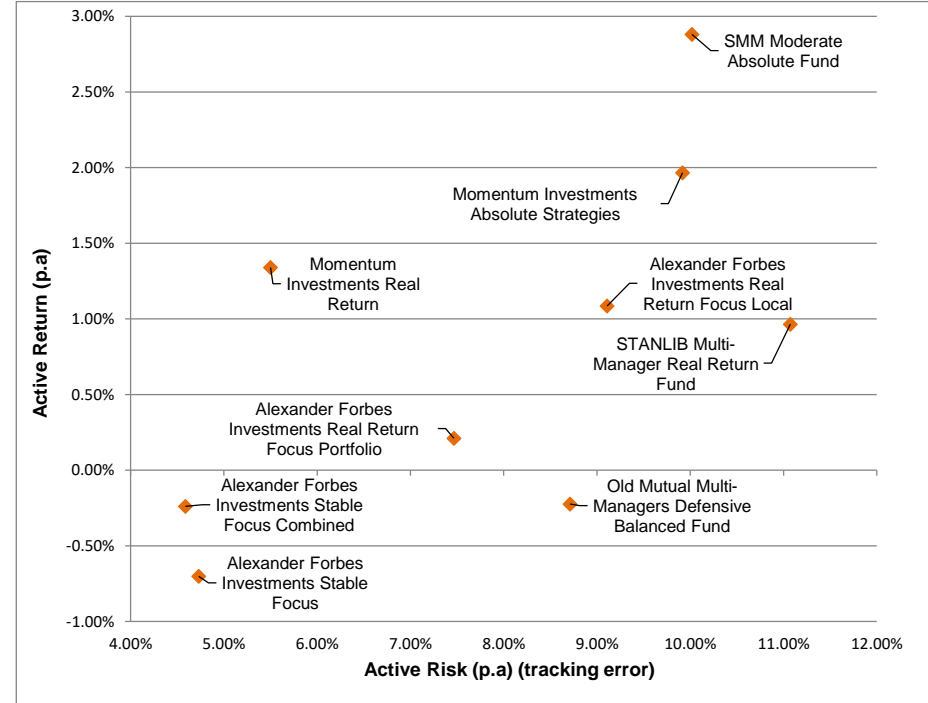 3.00%
SMM Moderate
Absolute Fund
2.50%
2.00%
Momentum Investments
Absolute Strategies
1.50%
Momentum
Investments Real
Return
Alexander Forbes
Investments Real
Return Focus Local
1.00%
STANLIB Multi-
Manager Real Return
Fund
0.50%
Alexander Forbes
Investments Real Return
Focus Portfolio
0.00%
Alexander Forbes
Investments Stable
Focus Combined
Old Mutual Multi-
Managers Defensive
Balanced Fund
-0.50%
Alexander Forbes
Investments Stable
Focus
-1.00%
4.00% 5.00% 6.00% 7.00% 8.00% 9.00% 10.00% 11.00% 12.00%
Active Risk (p.a) (tracking error)
Active Return (p.a)